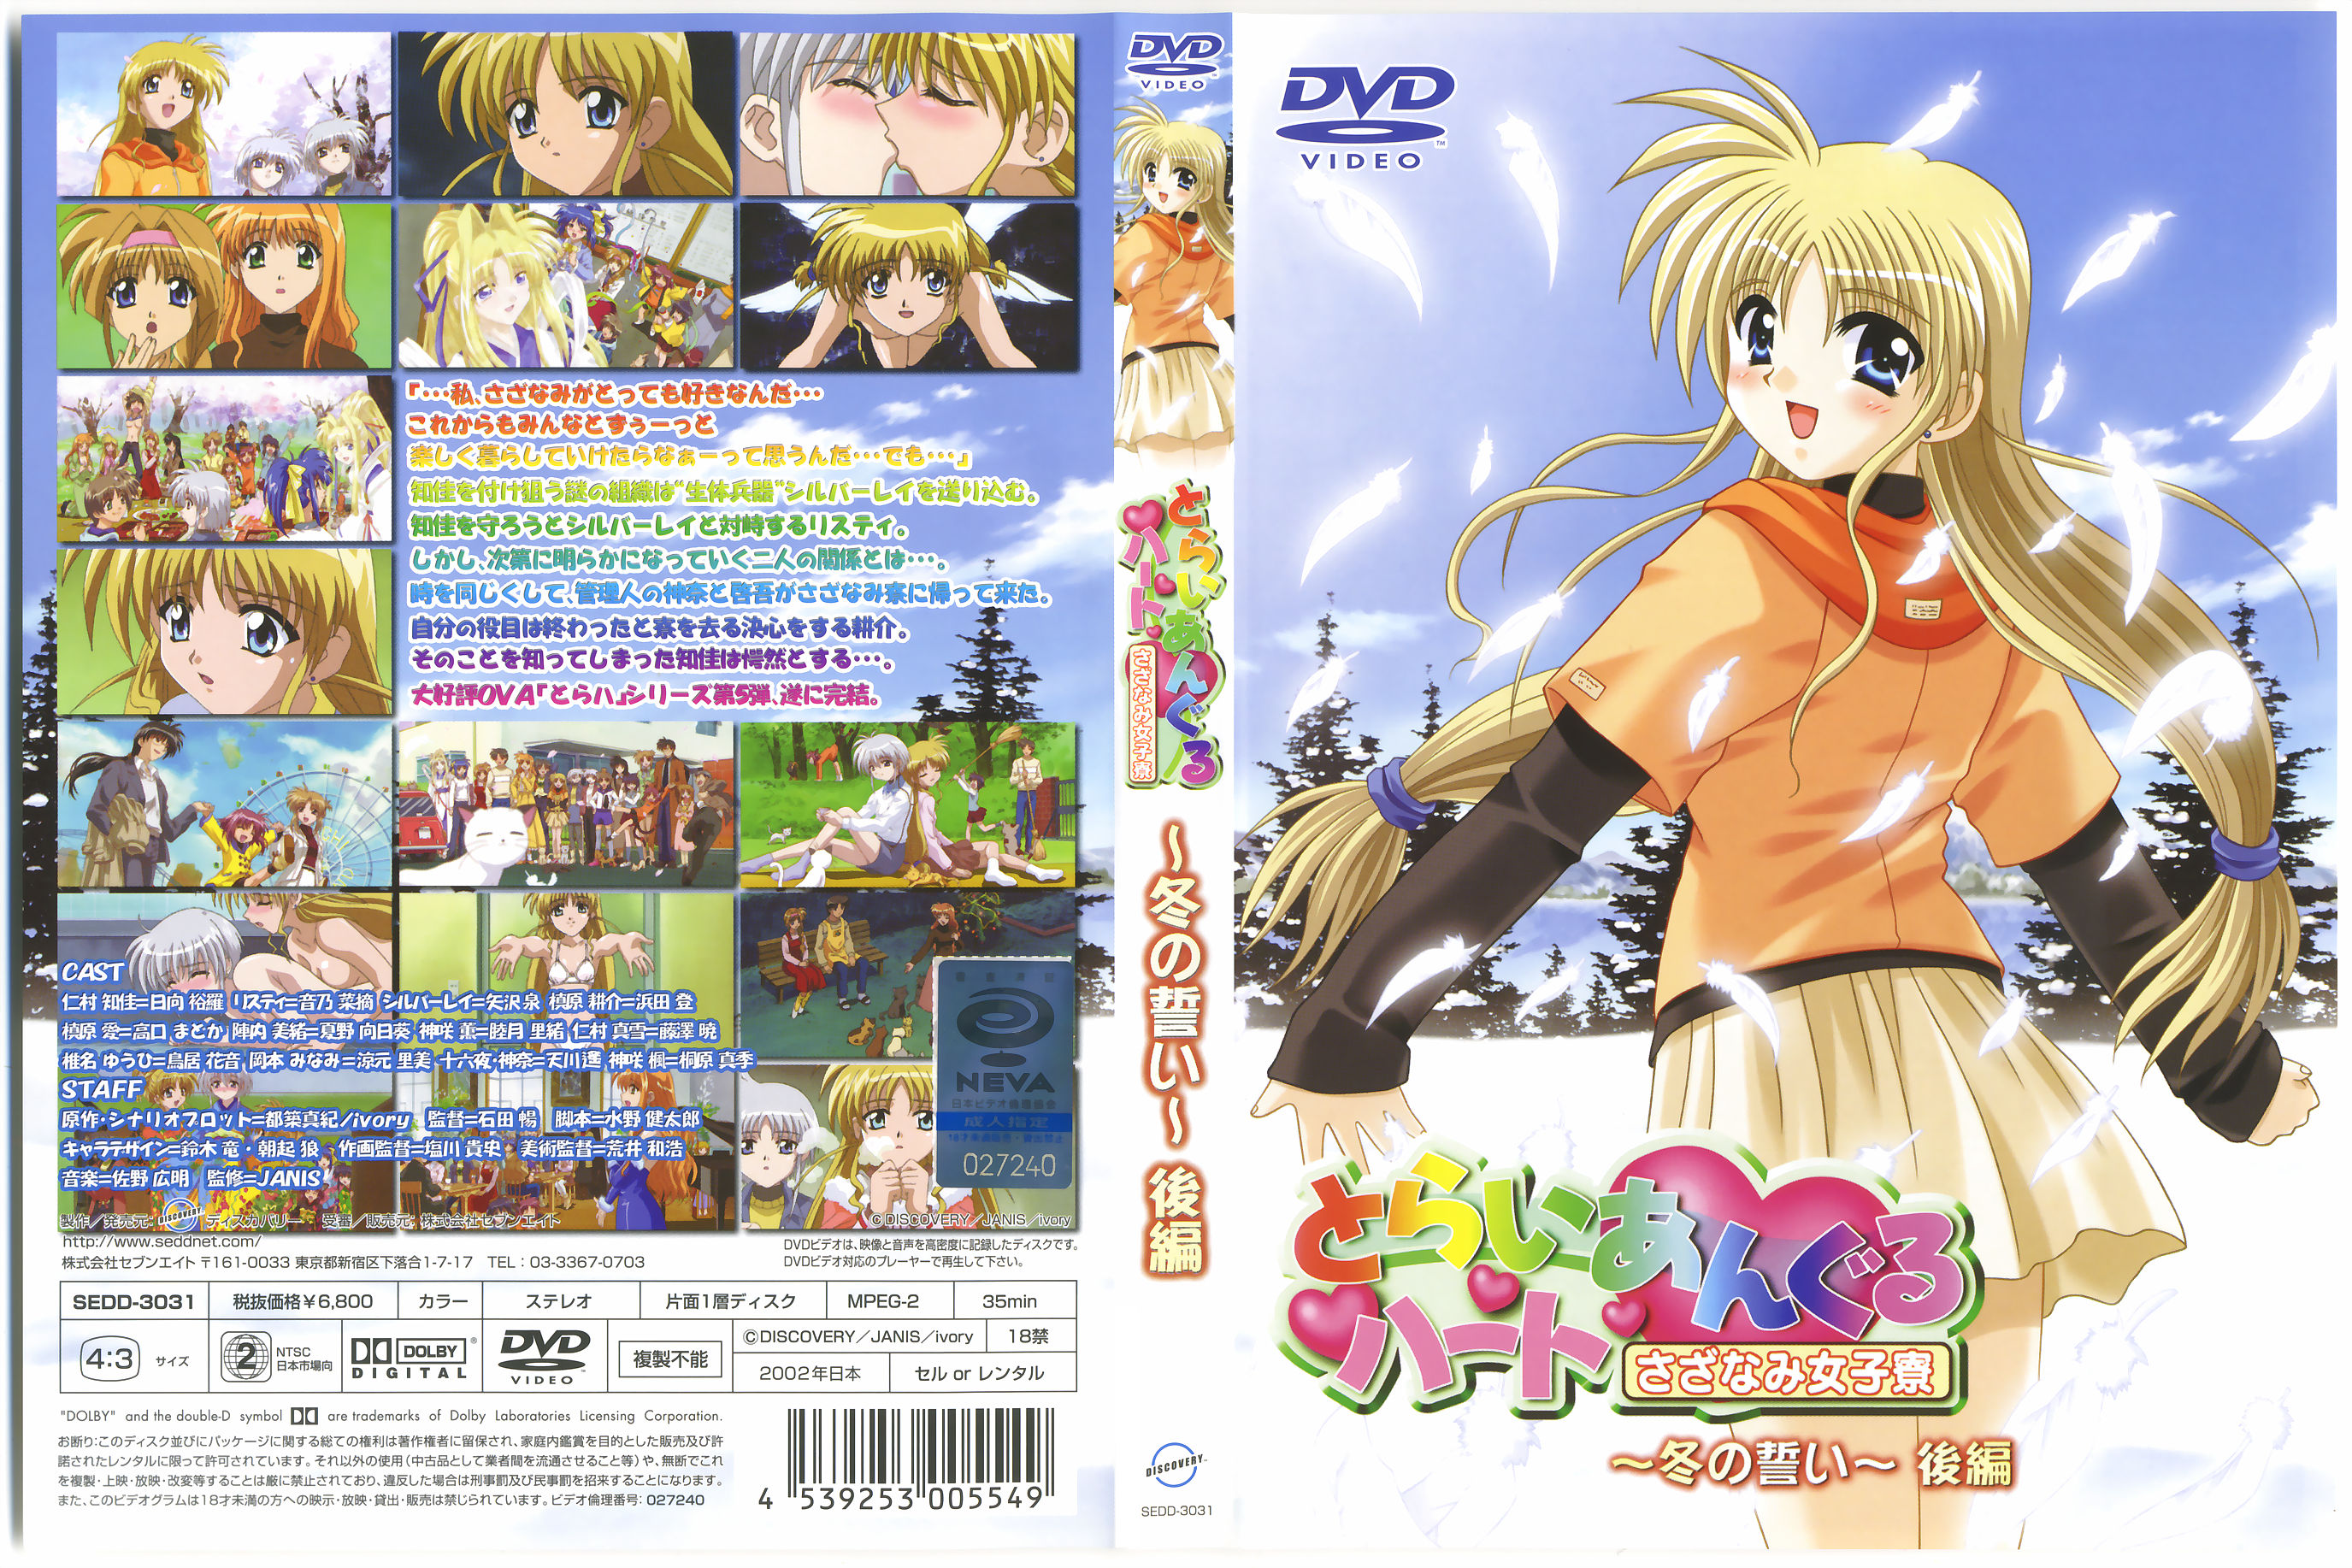 「…私、さざなみがとっても好きなんだ…
これからもみんなとずぅーっと
楽しく暮らしていけたらなぁーって思うんだ…でも…」
知佳を付け狙う謎の組織は"生体兵器"シルバーレイを送り込む。
知佳を守ろうとシルバーレイと対峙するリスティ。
しかし、次第に明らかになっていく二人の関係とは…。
時を同じくして、管理人の神奈と啓吾がさざなみ寮に帰って来た。
自分の役目は終わったと寮を去る決心をする耕介。
そのことを知ってしまった知佳は愕然とする…。
大好評OVA「とらハ」シリーズ第5弾、遂に完結。
CAST
仁村 知佳=日向 裕羅 リスティ=音乃 菜摘 シルバーレイ=矢沢 泉 槙原 耕介=浜田 登
槙原 愛=高口 まどか 陣内 美緒=夏野 向日葵 神咲 薫=睦月 里緒 仁村 真雪=藤澤 暁
椎名 ゆうひ=鳥居 花音 岡本 みなみ=涼元 里美 十六夜・神奈=天川 遥 神咲 楓=桐原 真季
STAFF
原作・シナリオプロット=都築真紀/ivory 監督=石田 暢 脚本=水野 健太郎
キャラデザイン=鈴木 竜・朝起 狼 作画監督=塩川 貴史 美術監督=荒井 和浩
音楽=佐野 広明 監修=JANIS
製作/発売元: DISCOVERY ディスカバリー 受審/販売元: 株式会社セブンエイト
©DISCOVERY/JANIS/ivory
NEVA
日本ビデオ倫理協会
成人指定
027240
http://www.seddnet.com/
株式会社セブンエイト 〒161-0033 東京都新宿区下落合1-7-17 TEL:03-3367-0703
DVDビデオは、映像と音声を高密度に記録したディスクです。
DVDビデオ対応のプレーヤーで再生して下さい。
SEDD-3031 税抜価格￥6,800 カラー ステレオ 片面1層ディスク MPEG-2 35min
4:3 サイズ
2 NTSC 日本市場向
DOLBY DIGITAL
DVD VIDEO
複製不能
©DISCOVERY/JANIS/ivory 18禁
2002年日本 セル or レンタル
"DOLBY" and the double-D symbol are trademarks of Dolby Laboratories Licensing Corporation.
お断り:このディスク並びにパッケージに関する総ての権利は著作権者に留保され、家庭内鑑賞を目的とした販売及び許
諾されたレンタルに限って許可されています。それ以外の使用(中古品として業者間を流通させること等)や、無断でこれ
を複製・上映・放映・改変等することは厳に禁止されており、違反した場合は刑事罰及び民事罰を招来することになります。
また、このビデオグラムは18才未満の方への映示・放映・貸出・販売は禁じられています。ビデオ倫理番号: 027240
4 539253 005549
DVD VIDEO
とらいあんぐる
ハート
さざなみ女子寮
～冬の誓い～ 後編
DISCOVERY
SEDD-3031
DVD VIDEO
とらいあんぐる
ハート
さざなみ女子寮
～冬の誓い～ 後編